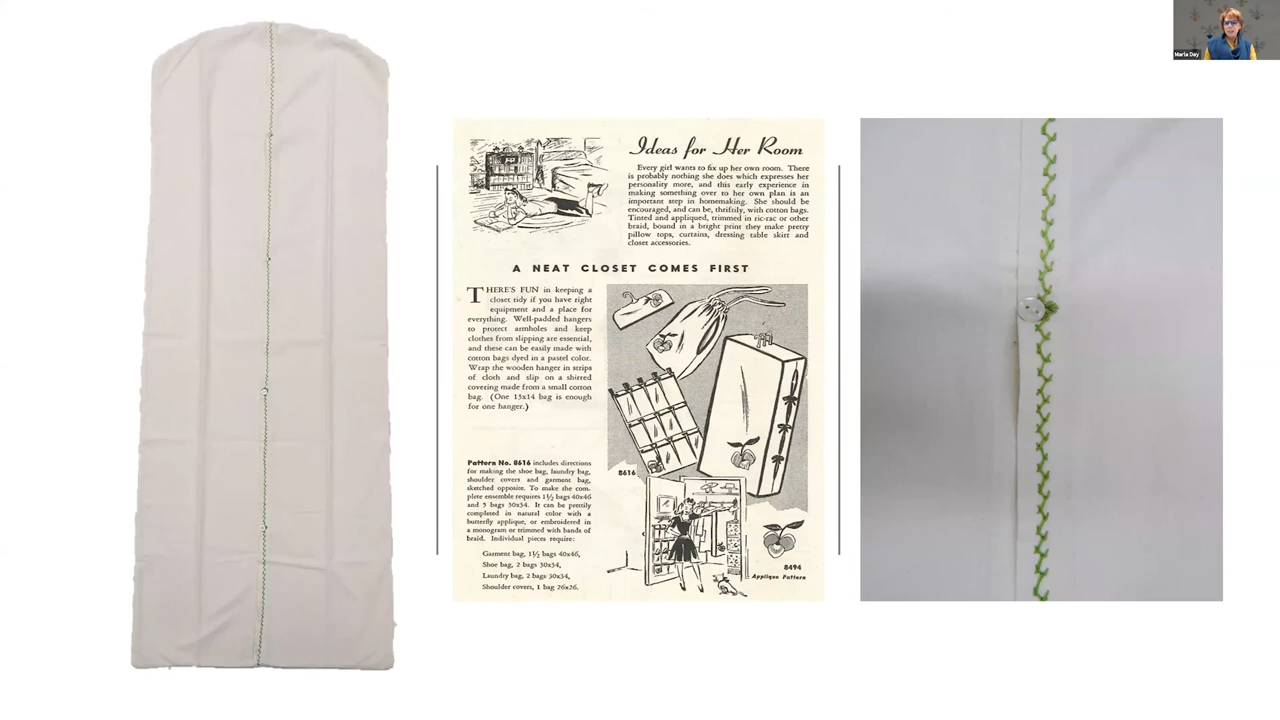 Ideas for Her Room
Every girl wants to fix up her own room. There
is probably nothing she does which expresses her
personality more, and this early experience in
making something over to her own plan is an
important step in homemaking. She should be
encouraged, and can be, thriftily, with cotton bags.
Tinted and appliqued, trimmed in ric-rac or other
braid, bound in a bright print they make pretty
pillow tops, curtains, dressing table skirt and
closet accessories.
A NEAT CLOSET COMES FIRST
THERE'S FUN in keeping a
closet tidy if you have right
equipment and a place for
everything. Well-padded hangers
to protect armholes and keep
clothes from slipping are essential,
and these can be easily made with
cotton bags dyed in a pastel color.
Wrap the wooden hanger in strips
of cloth and slip on a shirred
covering made from a small cotton
bag. (One 13x14 bag is enough
for one hanger.)
Pattern No. 8616 includes directions
for making the shoe bag, laundry bag,
shoulder covers and garment bag,
sketched opposite. To make the com-
plete ensemble requires 1½ bags 40x46
and 5 bags 30x34. It can be prettily
completed in natural color with a
butterfly applique, or embroidered in
a monogram or trimmed with bands of
braid. Individual pieces require:
Garment bag, 1½ bags 40x46,
Shoe bag, 2 bags 30x34,
Laundry bag, 2 bags 30x34,
Shoulder covers, 1 bag 26x26.
8616
8494
Applique Pattern
Marla Day